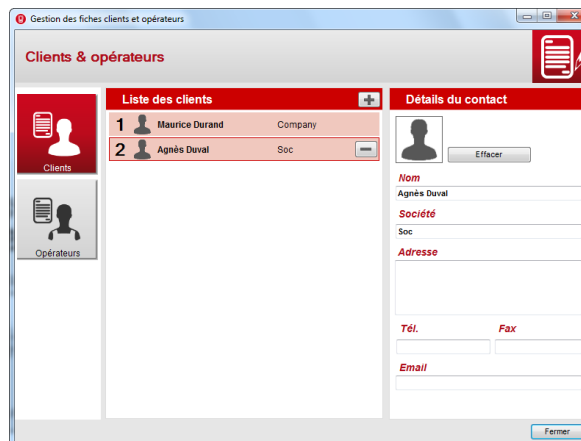 Gestion des fiches clients et opérateurs
Clients & opérateurs
Clients
Opérateurs
Liste des clients
1 Maurice Durand Company
2 Agnès Duval Soc
Détails du contact
Effacer
Nom
Agnès Duval
Société
Soc
Adresse
Tél. Fax
Email
Fermer